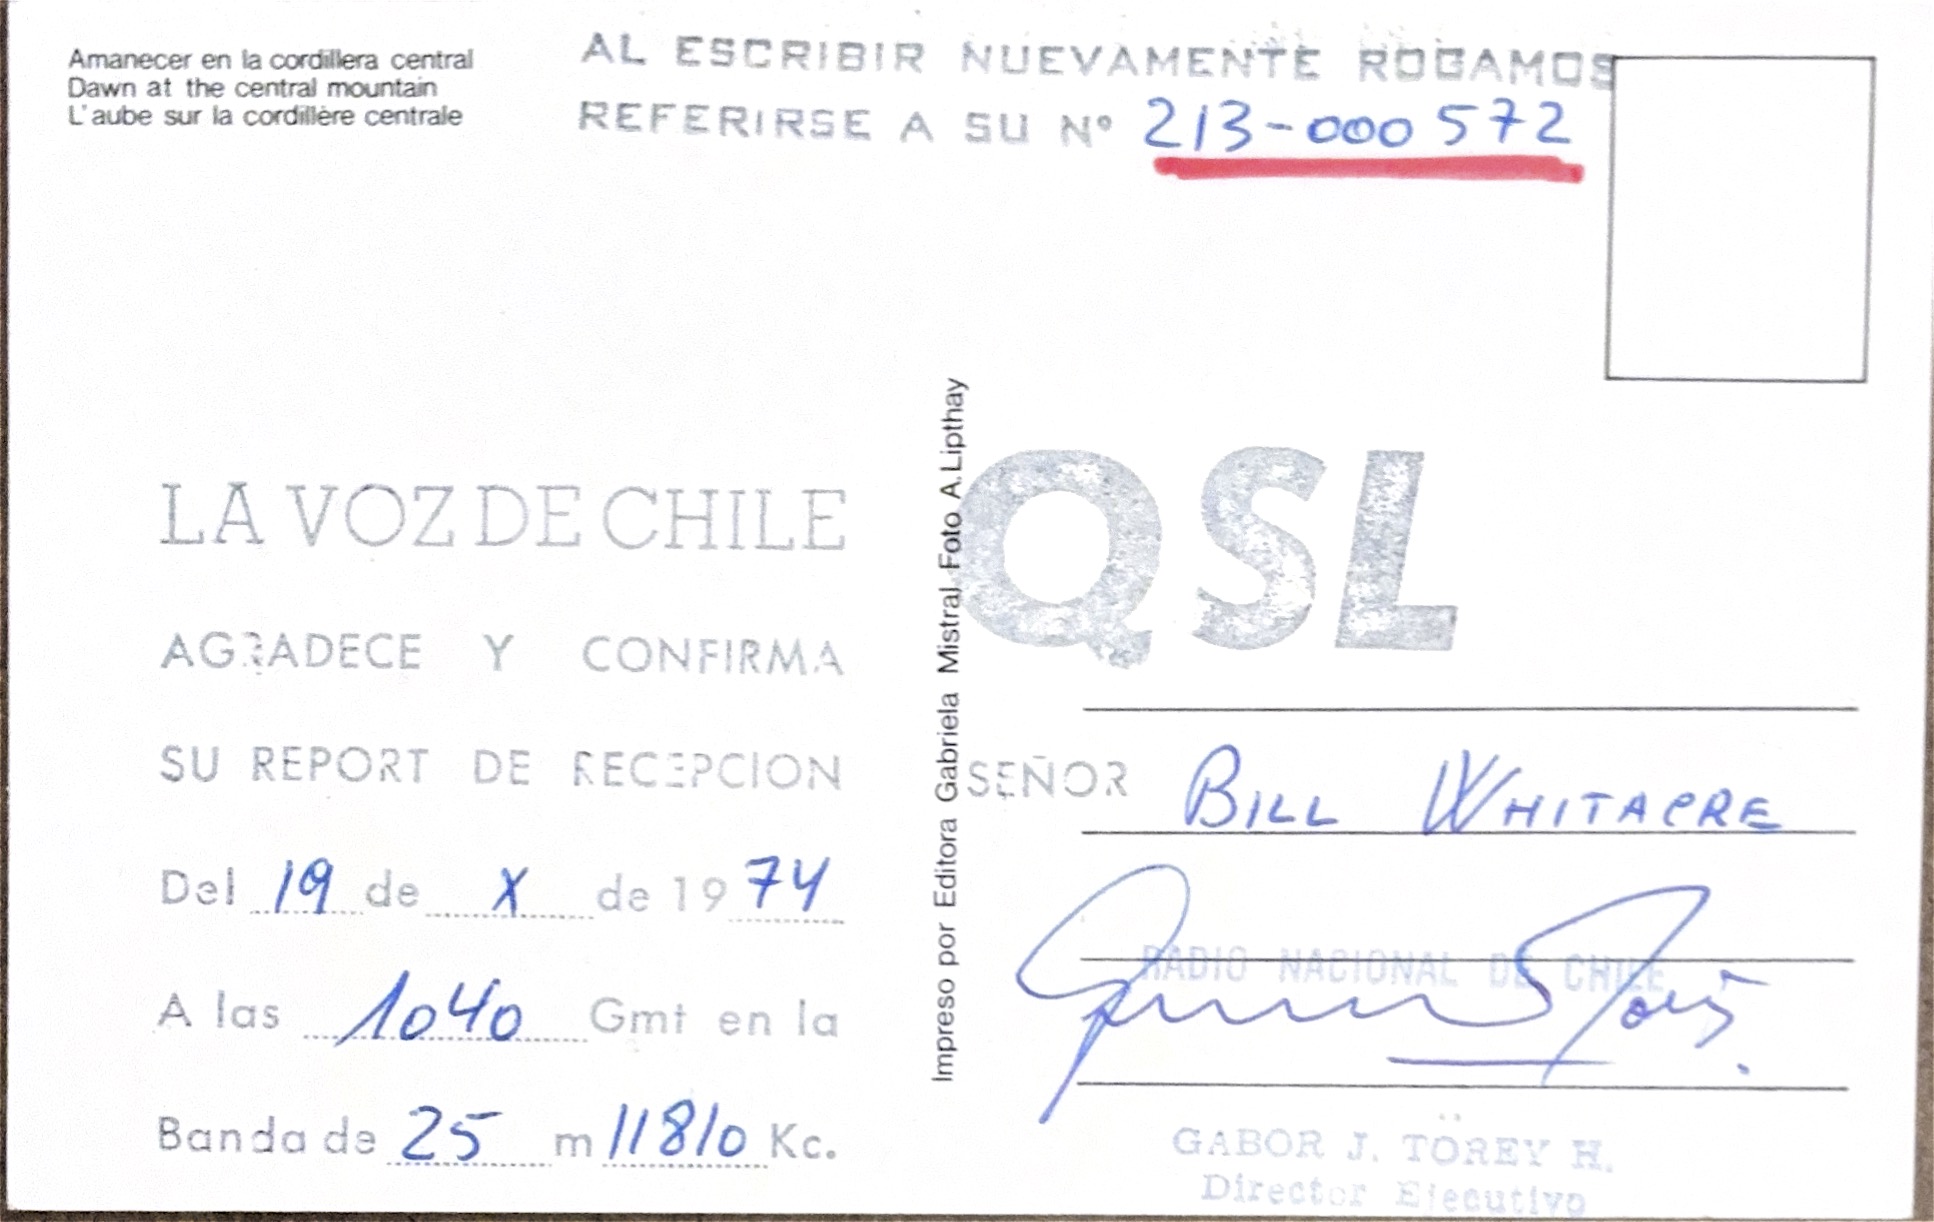 Amanecer en la cordillera central
Dawn at the central mountain
L'aube sur la cordillère centrale
AL ESCRIBIR NUEVAMENTE ROGAMOS
REFERIRSE A SU Nº 213-000 572
LA VOZ DE CHILE
AGRADECE Y CONFIRMA
SU REPORT DE RECEPCION
Del 19 de X de 1974
A las 1040 Gmt en la
Banda de 25 m 11810 Kc.
Impreso por Editora Gabriela Mistral Foto A. Lipthay
QSL
SEÑOR BILL WHITACRE
RADIO NACIONAL DE CHILE
GABOR J. TÖREY H.
Director Ejecutivo